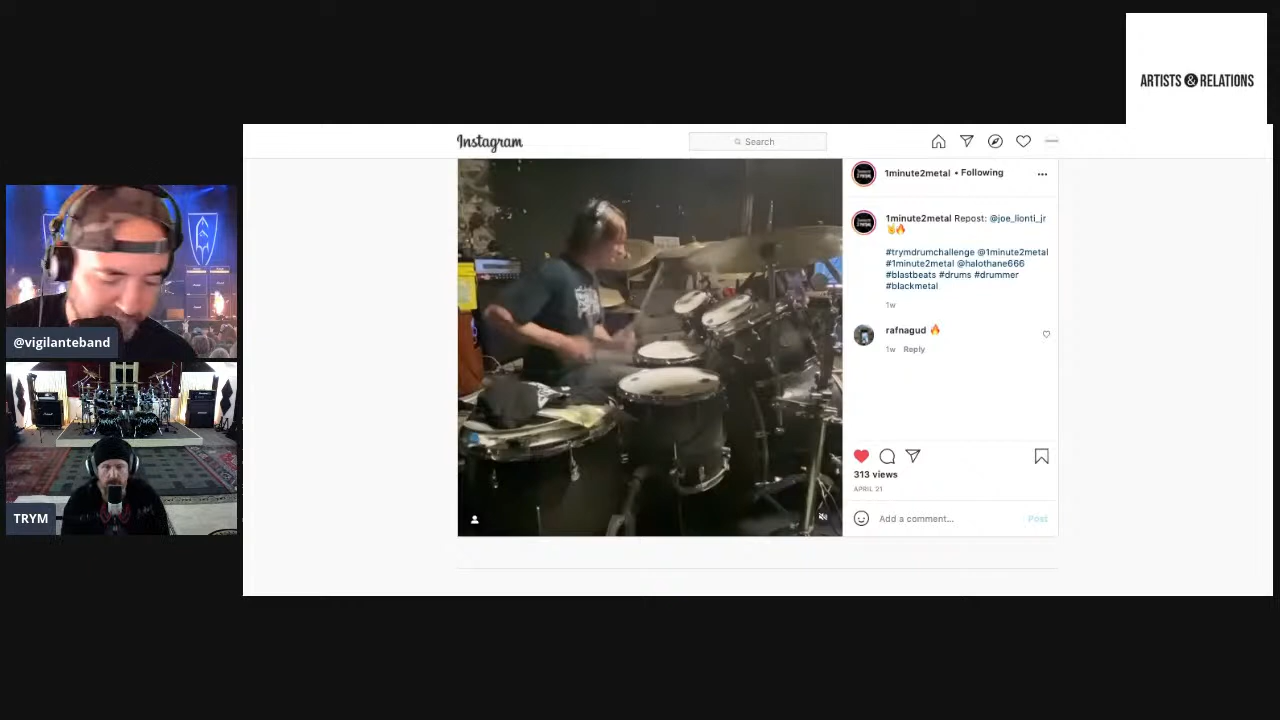 ARTISTS & RELATIONS
Instagram
Search
1minute2metal • Following
1minute2metal Repost: @joe_lionti_jr
🤘🔥
#trymdrumchallenge @1minute2metal
#1minute2metal @halothane666
#blastbeats #drums #drummer
#blackmetal
1w
rafnagud 🔥
1w Reply
313 views
APRIL 21
Add a comment...
Post
@vigilanteband
TRYM